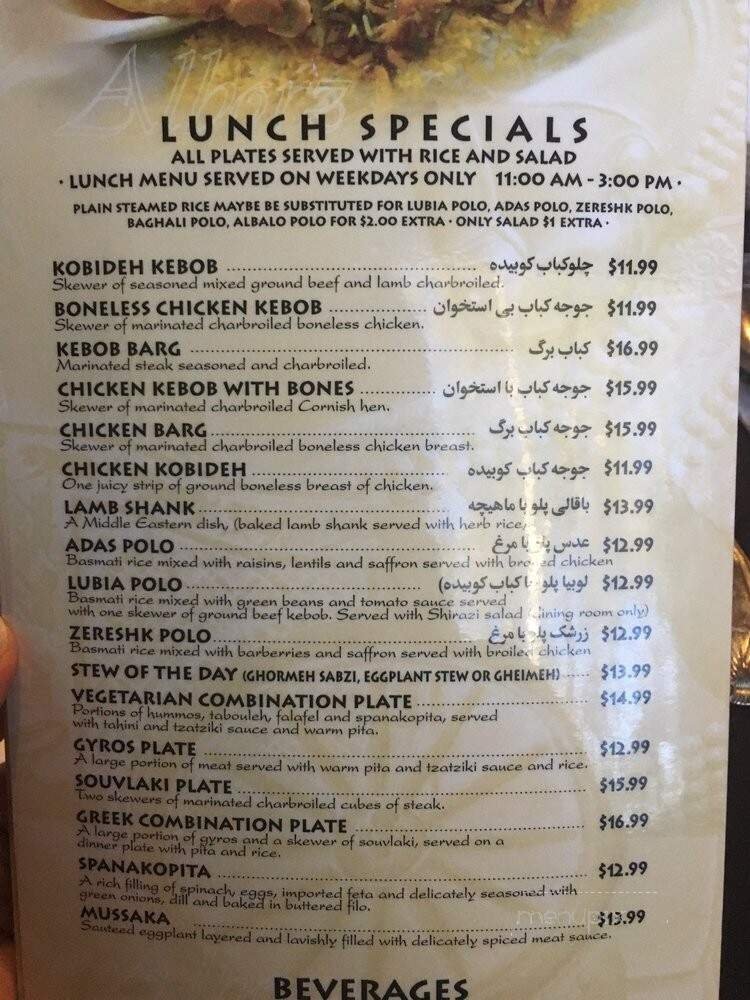 Alborz
LUNCH SPECIALS
ALL PLATES SERVED WITH RICE AND SALAD
· LUNCH MENU SERVED ON WEEKDAYS ONLY 11:00 AM - 3:00 PM ·
PLAIN STEAMED RICE MAYBE BE SUBSTITUTED FOR LUBIA POLO, ADAS POLO, ZERESHK POLO,
BAGHALI POLO, ALBALO POLO FOR $2.00 EXTRA · ONLY SALAD $1 EXTRA ·
KOBIDEH KEBOB چلوکباب کوبیده $11.99
Skewer of seasoned mixed ground beef and lamb charbroiled.
BONELESS CHICKEN KEBOB جوجه کباب بی استخوان $11.99
Skewer of marinated charbroiled boneless chicken.
KEBOB BARG کباب برگ $16.99
Marinated steak seasoned and charbroiled.
CHICKEN KEBOB WITH BONES جوجه کباب با استخوان $15.99
Skewer of marinated charbroiled Cornish hen.
CHICKEN BARG جوجه کباب برگ $15.99
Skewer of marinated charbroiled boneless chicken breast.
CHICKEN KOBIDEH جوجه کباب کوبیده $11.99
One juicy strip of ground boneless breast of chicken.
LAMB SHANK باقالی پلو با ماهیچه $13.99
A Middle Eastern dish, (baked lamb shank served with herb rice)
ADAS POLO عدس پلو با مرغ $12.99
Basmati rice mixed with raisins, lentils and saffron served with broiled chicken
LUBIA POLO لوبیا پلو با کباب کوبیده) $12.99
Basmati rice mixed with green beans and tomato sauce served
with one skewer of ground beef kebob. Served with Shirazi salad (dining room only)
ZERESHK POLO زرشک پلو با مرغ $12.99
Basmati rice mixed with barberries and saffron served with broiled chicken
STEW OF THE DAY (GHORMEH SABZI, EGGPLANT STEW OR GHEIMEH) $13.99
VEGETARIAN COMBINATION PLATE $14.99
Portions of hummos, tabouleh, falafel and spanakopita, served
with tahini and tzatziki sauce and warm pita.
GYROS PLATE $12.99
A large portion of meat served with warm pita and tzatziki sauce and rice.
SOUVLAKI PLATE $15.99
Two skewers of marinated charbroiled cubes of steak.
GREEK COMBINATION PLATE $16.99
A large portion of gyros and a skewer of souvlaki, served on a
dinner plate with pita and rice.
SPANAKOPITA $12.99
A rich filling of spinach, eggs, imported feta and delicately seasoned with
green onions, dill and baked in buttered filo.
MUSSAKA $13.99
Sauteed eggplant layered and lavishly filled with delicately spiced meat sauce.
BEVERAGES